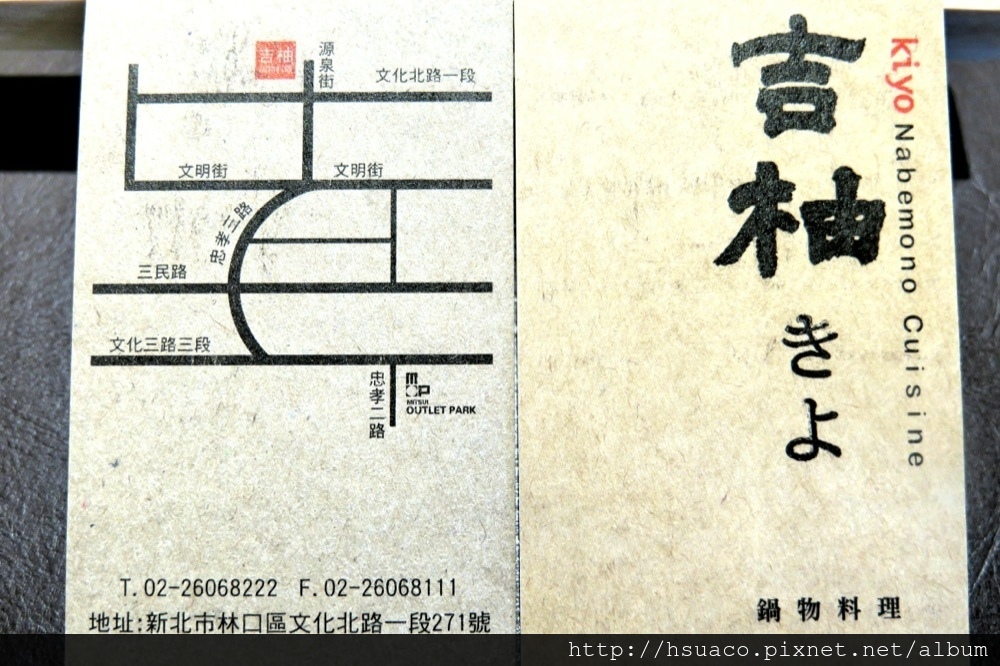 吉柚
源泉街
文化北路一段
文明街
文明街
忠孝三路
三民路
文化三路三段
忠孝二路
MOP
MITSUI
OUTLET PARK
T.02-26068222 F.02-26068111
地址:新北市林口區文化北路一段271號
吉柚きよ
kiyo Nabemono Cuisine
鍋物料理
http://hsuaco.pixnet.net/album